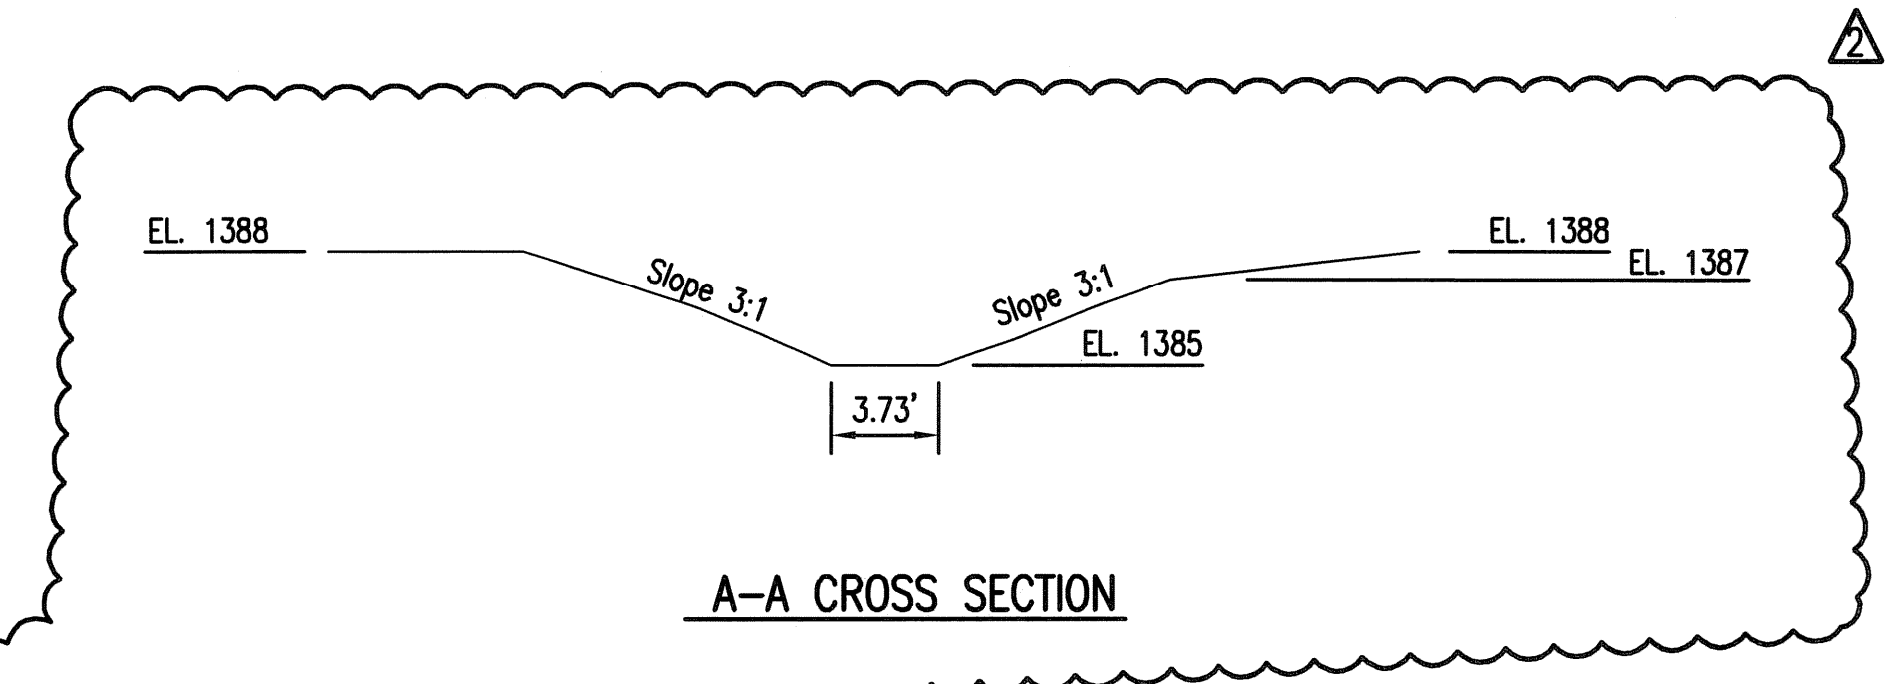 2
EL. 1388
EL. 1388
EL. 1387
Slope 3:1
Slope 3:1
EL. 1385
3.73'
A-A CROSS SECTION